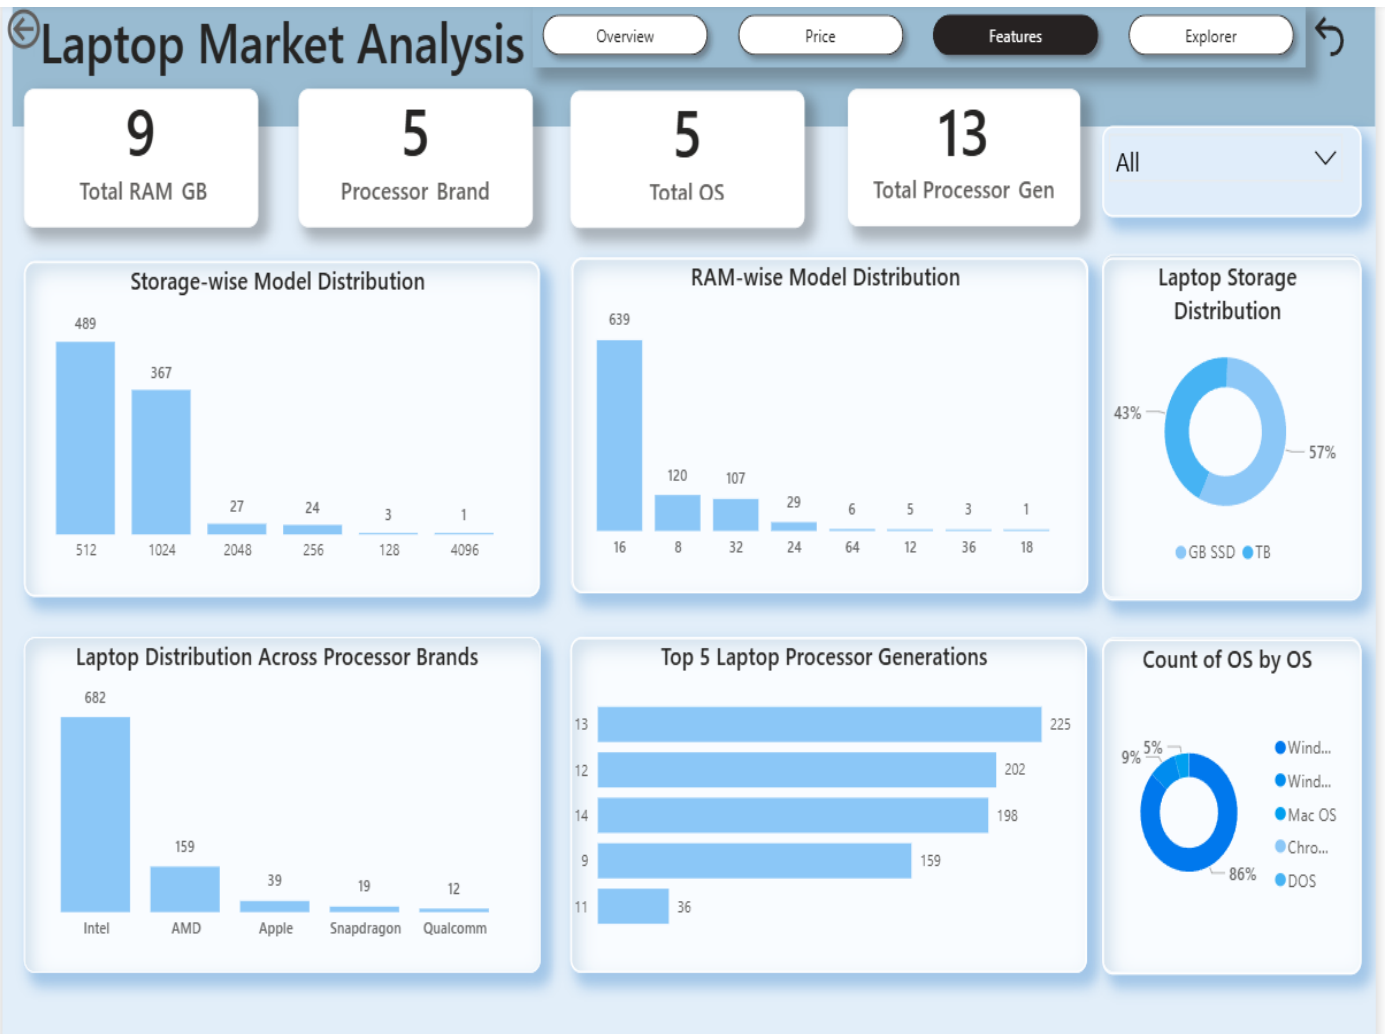 Laptop Market Analysis
Overview
Price
Features
Explorer
9
Total RAM GB
5
Processor Brand
5
Total OS
13
Total Processor Gen
All
Storage-wise Model Distribution
489
367
27
24
3
1
512
1024
2048
256
128
4096
RAM-wise Model Distribution
639
120
107
29
6
5
3
1
16
8
32
24
64
12
36
18
Laptop Storage
Distribution
43%
57%
GB SSD
TB
Laptop Distribution Across Processor Brands
682
159
39
19
12
Intel
AMD
Apple
Snapdragon
Qualcomm
Top 5 Laptop Processor Generations
13
225
12
202
14
198
9
159
11
36
Count of OS by OS
9%
5%
86%
Wind...
Wind...
Mac OS
Chro...
DOS